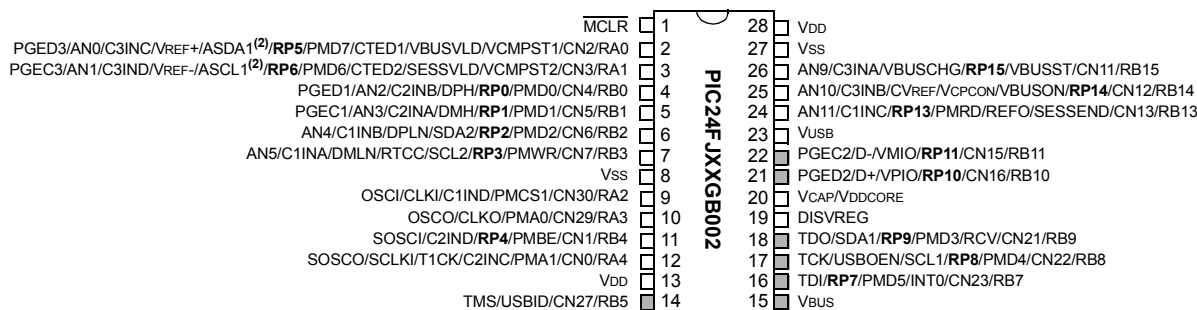 MCLR 1
PGED3/AN0/C3INC/VREF+/ASDA1(2)/RP5/PMD7/CTED1/VBUSVLD/VCMPST1/CN2/RA0 2
PGEC3/AN1/C3IND/VREF-/ASCL1(2)/RP6/PMD6/CTED2/SESSVLD/VCMPST2/CN3/RA1 3
PGED1/AN2/C2INB/DPH/RP0/PMD0/CN4/RB0 4
PGEC1/AN3/C2INA/DMH/RP1/PMD1/CN5/RB1 5
AN4/C1INB/DPLN/SDA2/RP2/PMD2/CN6/RB2 6
AN5/C1INA/DMLN/RTCC/SCL2/RP3/PMWR/CN7/RB3 7
VSS 8
OSCI/CLKI/C1IND/PMCS1/CN30/RA2 9
OSCO/CLKO/PMA0/CN29/RA3 10
SOSCI/C2IND/RP4/PMBE/CN1/RB4 11
SOSCO/SCLKI/T1CK/C2INC/PMA1/CN0/RA4 12
VDD 13
TMS/USBID/CN27/RB5 14
PIC24FJXXGB002
28 VDD
27 VSS
26 AN9/C3INA/VBUSCHG/RP15/VBUSST/CN11/RB15
25 AN10/C3INB/CVREF/VCPCON/VBUSON/RP14/CN12/RB14
24 AN11/C1INC/RP13/PMRD/REFO/SESSEND/CN13/RB13
23 VUSB
22 PGEC2/D-/VMIO/RP11/CN15/RB11
21 PGED2/D+/VPIO/RP10/CN16/RB10
20 VCAP/VDDCORE
19 DISVREG
18 TDO/SDA1/RP9/PMD3/RCV/CN21/RB9
17 TCK/USBOEN/SCL1/RP8/PMD4/CN22/RB8
16 TDI/RP7/PMD5/INT0/CN23/RB7
15 VBUS